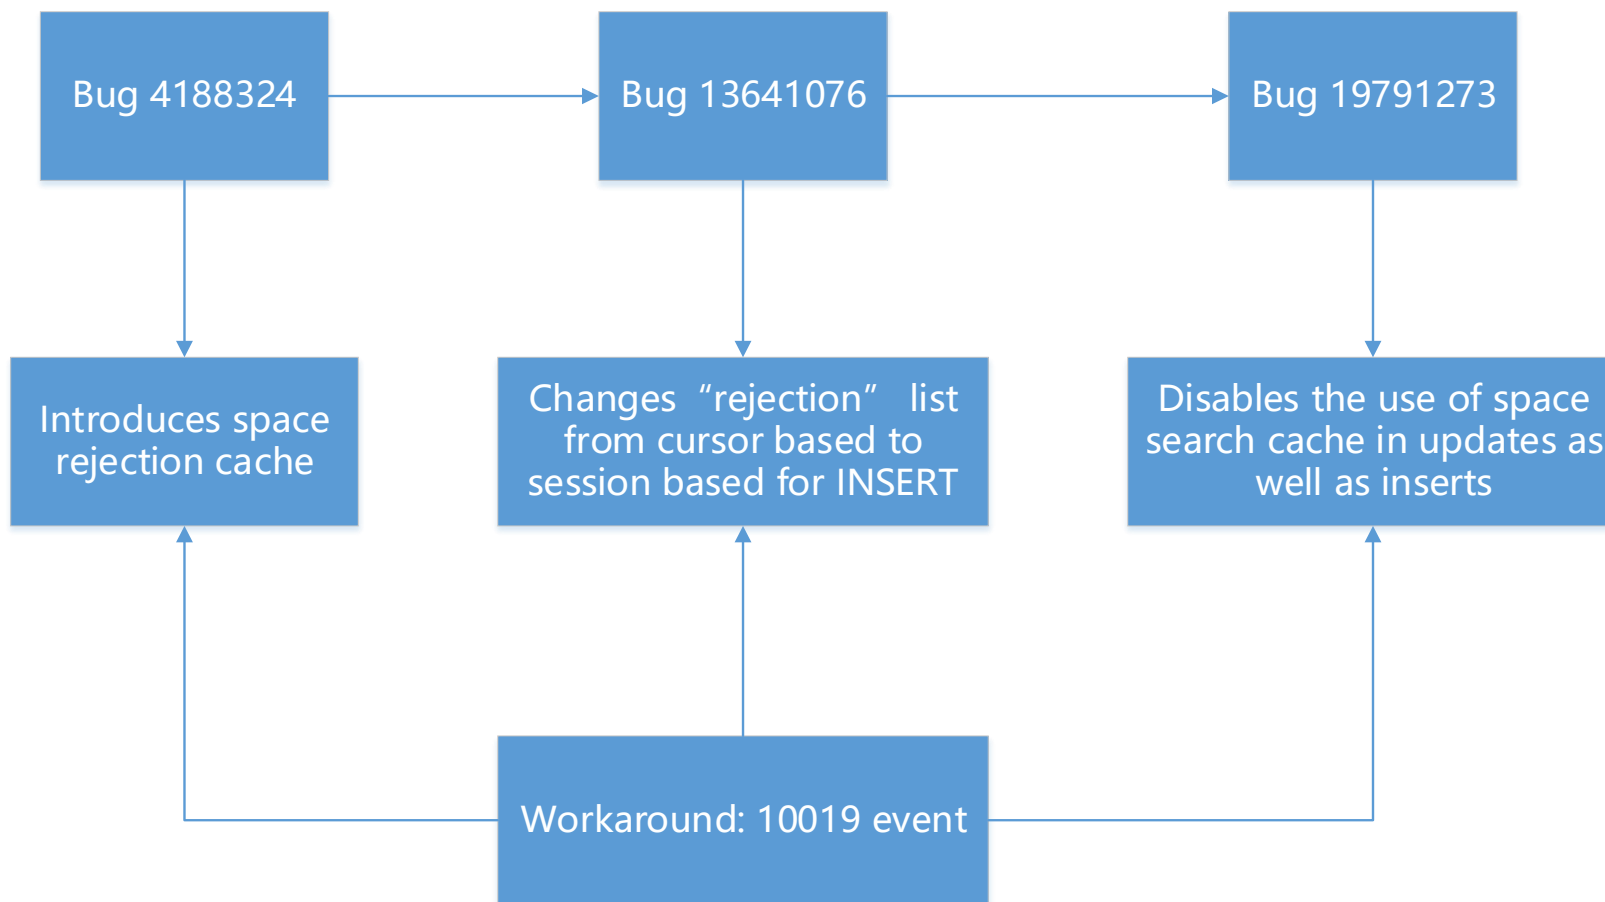 Bug 4188324
Bug 13641076
Bug 19791273
Introduces space
rejection cache
Changes “rejection” list
from cursor based to
session based for INSERT
Disables the use of space
search cache in updates as
well as inserts
Workaround: 10019 event